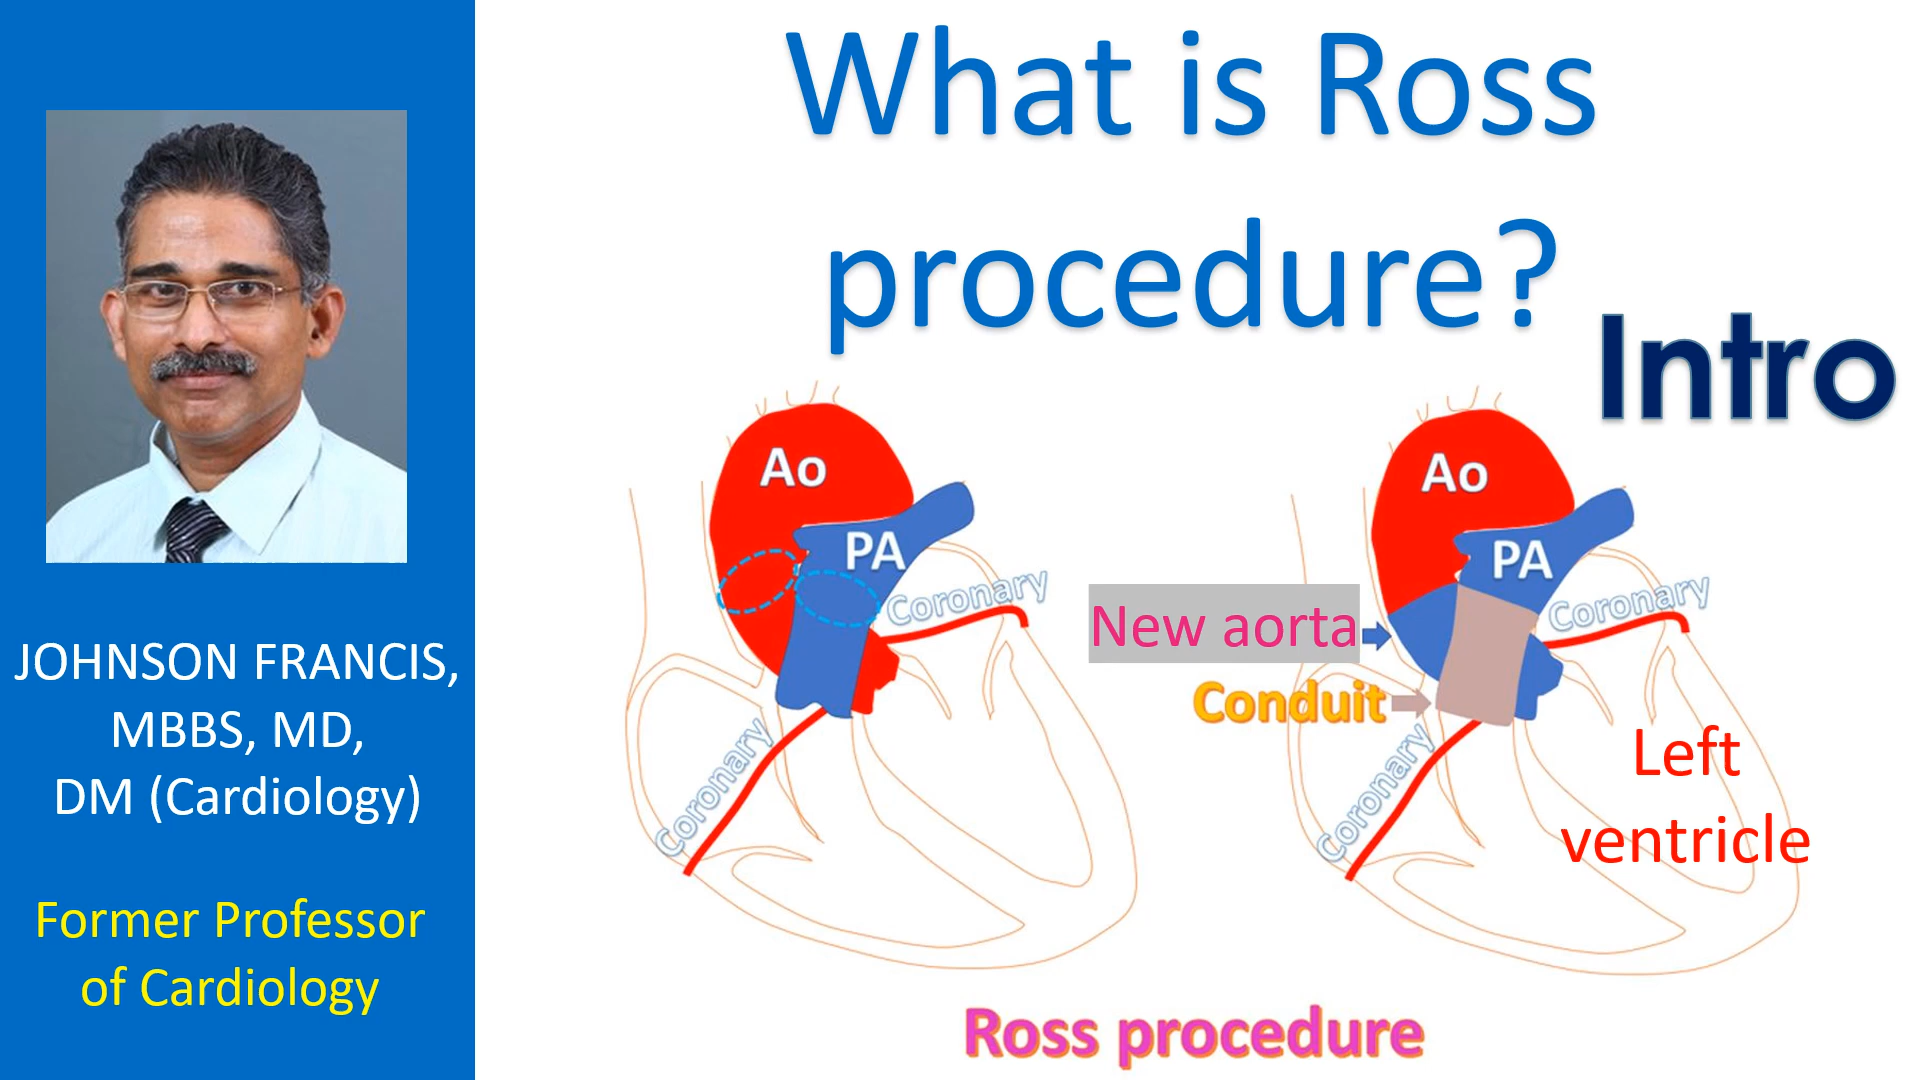 What is Ross
procedure?
Intro
JOHNSON FRANCIS,
MBBS, MD,
DM (Cardiology)
Former Professor
of Cardiology
Ao
PA
Coronary
Coronary
New aorta
Conduit
Ao
PA
Coronary
Coronary
Left
ventricle
Ross procedure